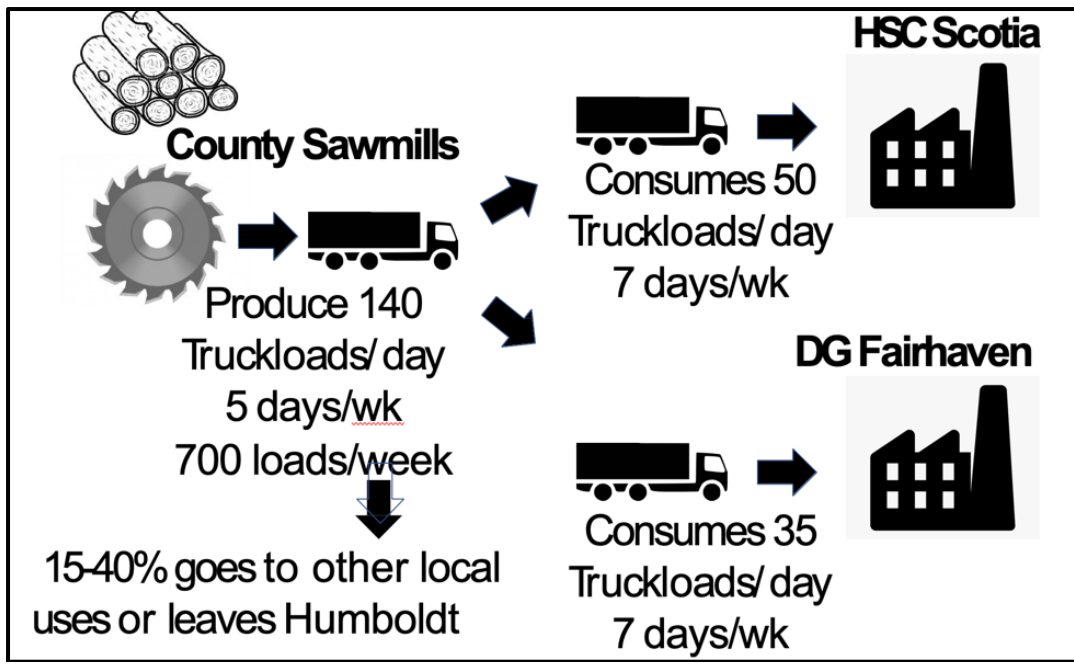 County Sawmills
Produce 140
Truckloads/ day
5 days/wk
700 loads/week
15-40% goes to other local
uses or leaves Humboldt
HSC Scotia
Consumes 50
Truckloads/ day
7 days/wk
DG Fairhaven
Consumes 35
Truckloads/ day
7 days/wk